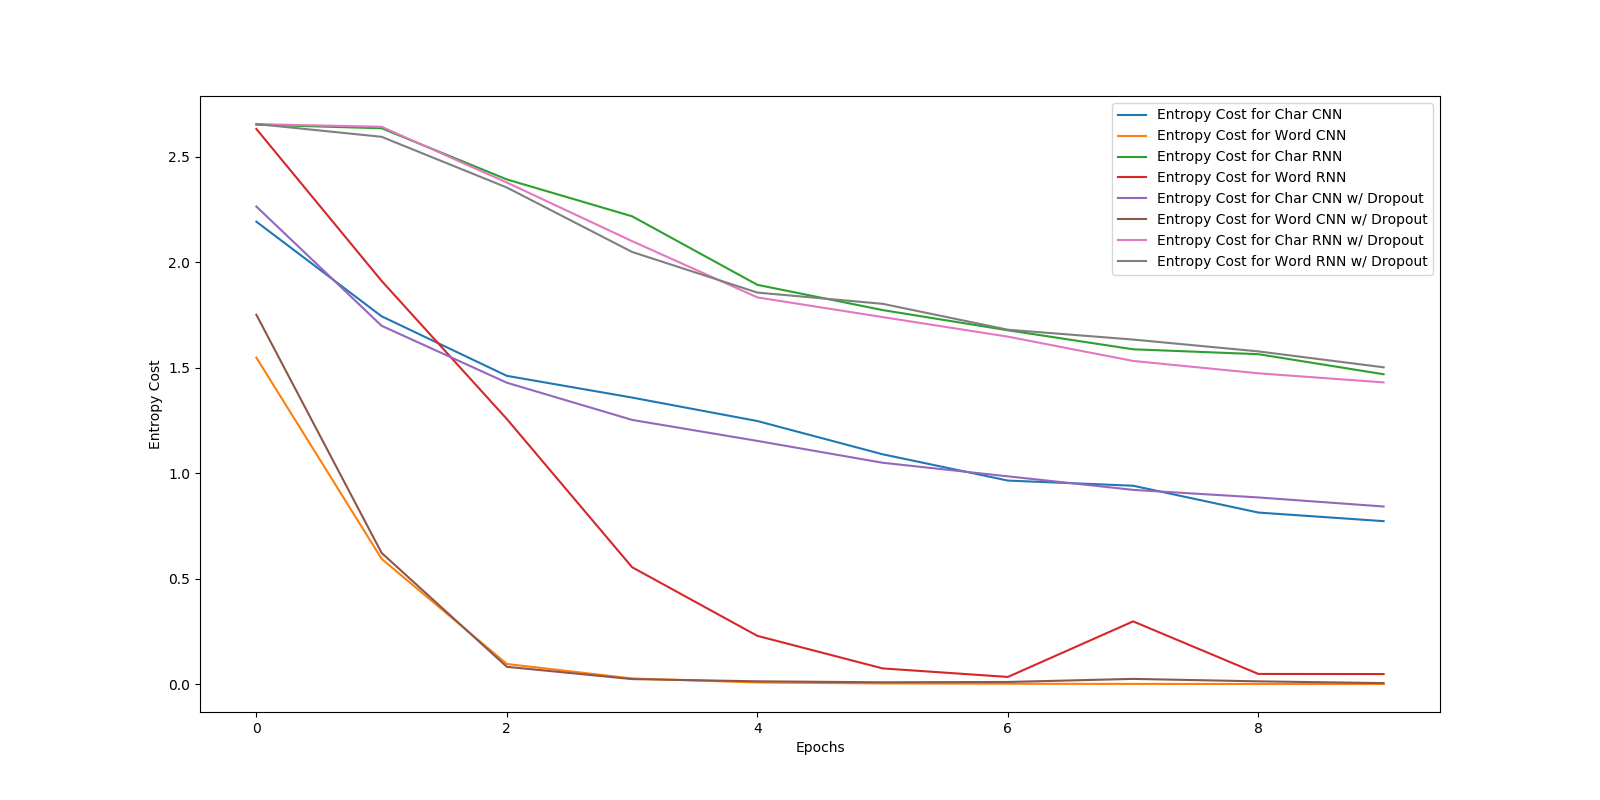 Entropy Cost for Char CNN
Entropy Cost for Word CNN
Entropy Cost for Char RNN
Entropy Cost for Word RNN
Entropy Cost for Char CNN w/ Dropout
Entropy Cost for Word CNN w/ Dropout
Entropy Cost for Char RNN w/ Dropout
Entropy Cost for Word RNN w/ Dropout
2.5
2.0
1.5
1.0
0.5
0.0
Entropy Cost
0 2 4 6 8
Epochs